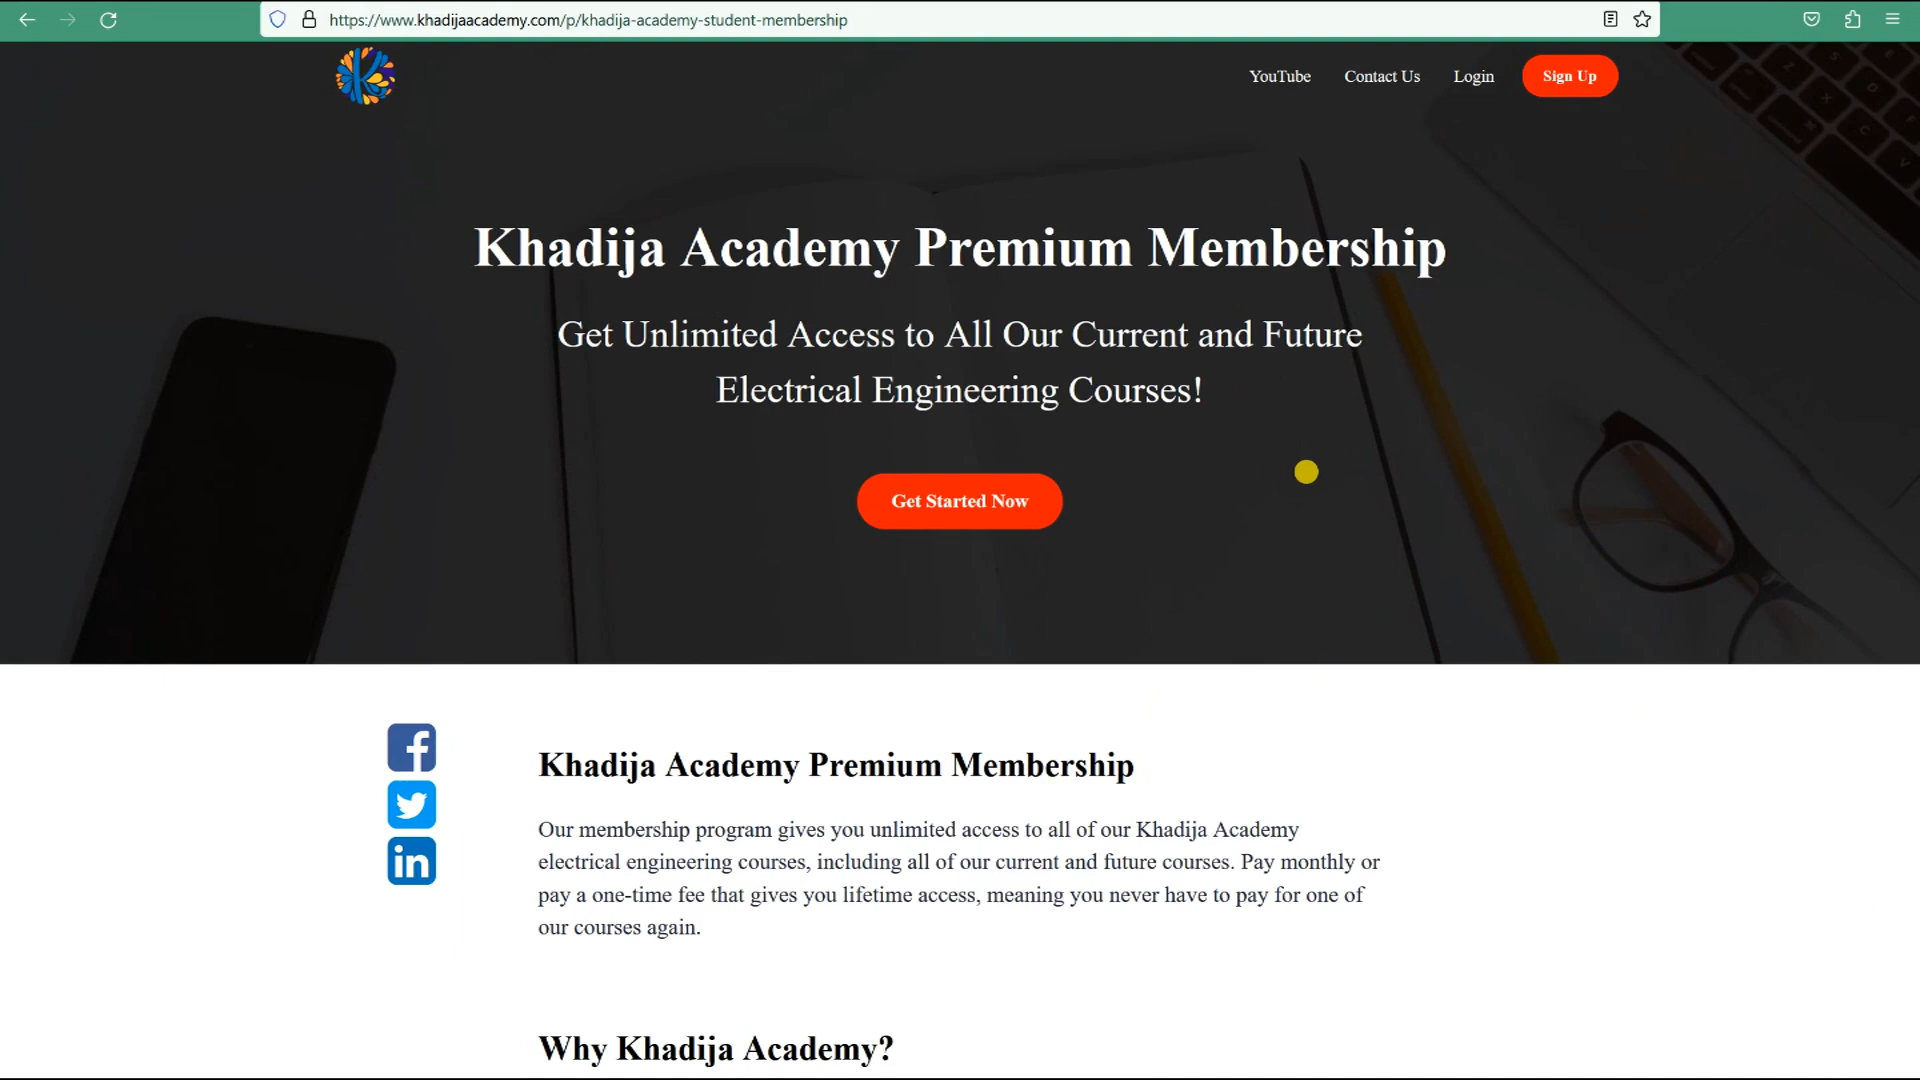 https://www.khadijaacademy.com/p/khadija-academy-student-membership
YouTube
Contact Us
Login
Sign Up
Khadija Academy Premium Membership
Get Unlimited Access to All Our Current and Future
Electrical Engineering Courses!
Get Started Now
Khadija Academy Premium Membership
Our membership program gives you unlimited access to all of our Khadija Academy
electrical engineering courses, including all of our current and future courses. Pay monthly or
pay a one-time fee that gives you lifetime access, meaning you never have to pay for one of
our courses again.
Why Khadija Academy?